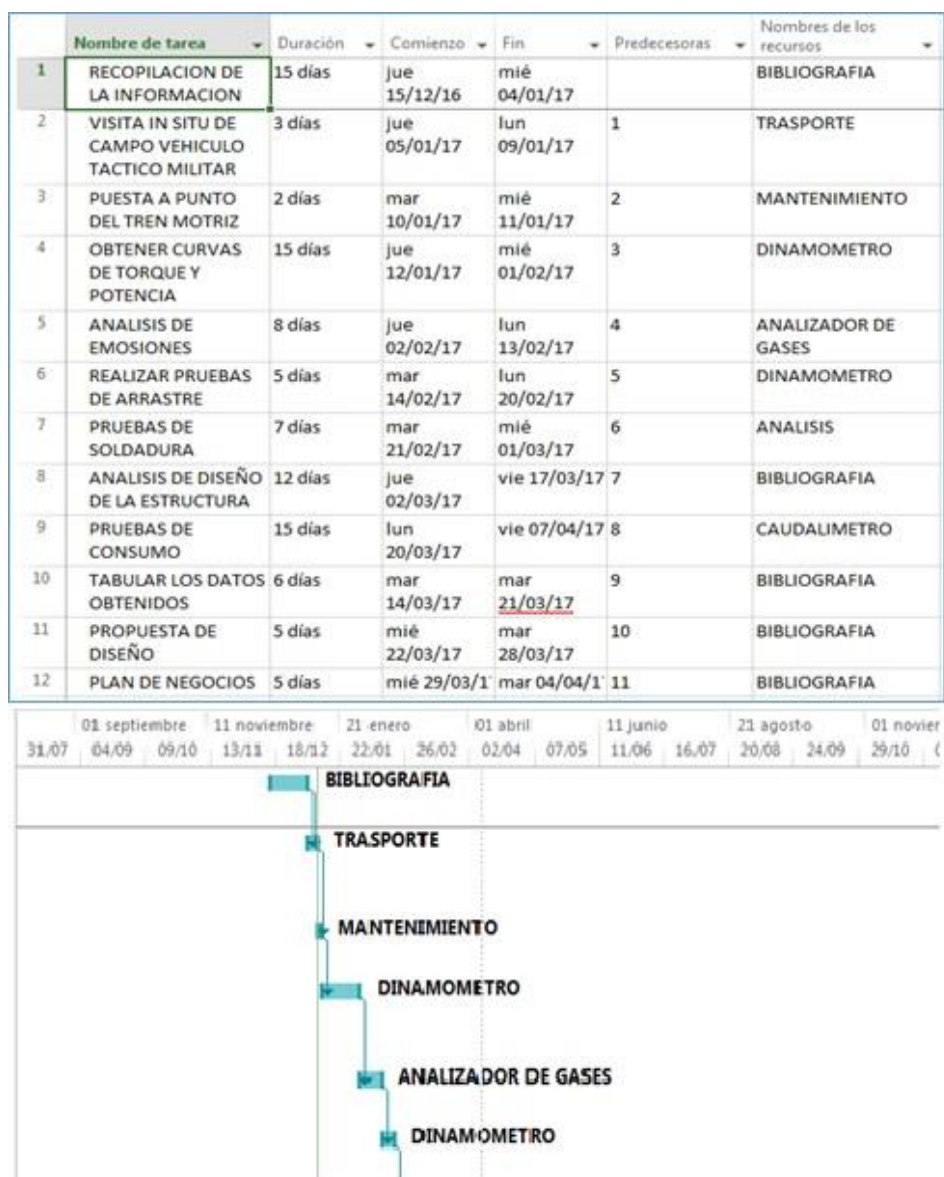 Nombre de tarea Duración Comienzo Fin Predecesoras Nombres de los recursos
1 RECOPILACION DE LA INFORMACION 15 días jue 15/12/16 mié 04/01/17 BIBLIOGRAFIA
2 VISITA IN SITU DE CAMPO VEHICULO TACTICO MILITAR 3 días jue 05/01/17 lun 09/01/17 1 TRASPORTE
3 PUESTA A PUNTO DEL TREN MOTRIZ 2 días mar 10/01/17 mié 11/01/17 2 MANTENIMIENTO
4 OBTENER CURVAS DE TORQUE Y POTENCIA 15 días jue 12/01/17 mié 01/02/17 3 DINAMOMETRO
5 ANALISIS DE EMOSIONES 8 días jue 02/02/17 lun 13/02/17 4 ANALIZADOR DE GASES
6 REALIZAR PRUEBAS DE ARRASTRE 5 días mar 14/02/17 lun 20/02/17 5 DINAMOMETRO
7 PRUEBAS DE SOLDADURA 7 días mar 21/02/17 mié 01/03/17 6 ANALISIS
8 ANALISIS DE DISEÑO DE LA ESTRUCTURA 12 días jue 02/03/17 vie 17/03/17 7 BIBLIOGRAFIA
9 PRUEBAS DE CONSUMO 15 días lun 20/03/17 vie 07/04/17 8 CAUDALIMETRO
10 TABULAR LOS DATOS OBTENIDOS 6 días mar 14/03/17 mar 21/03/17 9 BIBLIOGRAFIA
11 PROPUESTA DE DISEÑO 5 días mié 22/03/17 mar 28/03/17 10 BIBLIOGRAFIA
12 PLAN DE NEGOCIOS 5 días mié 29/03/1 mar 04/04/1 11 BIBLIOGRAFIA
01 septiembre 11 noviembre 21 enero 01 abril 11 junio 21 agosto 01 novier
31/07 04/09 09/10 13/11 18/12 22/01 26/02 02/04 07/05 11/06 16/07 20/08 24/09 29/10
BIBLIOGRAFIA
TRASPORTE
MANTENIMIENTO
DINAMOMETRO
ANALIZADOR DE GASES
DINAMOMETRO